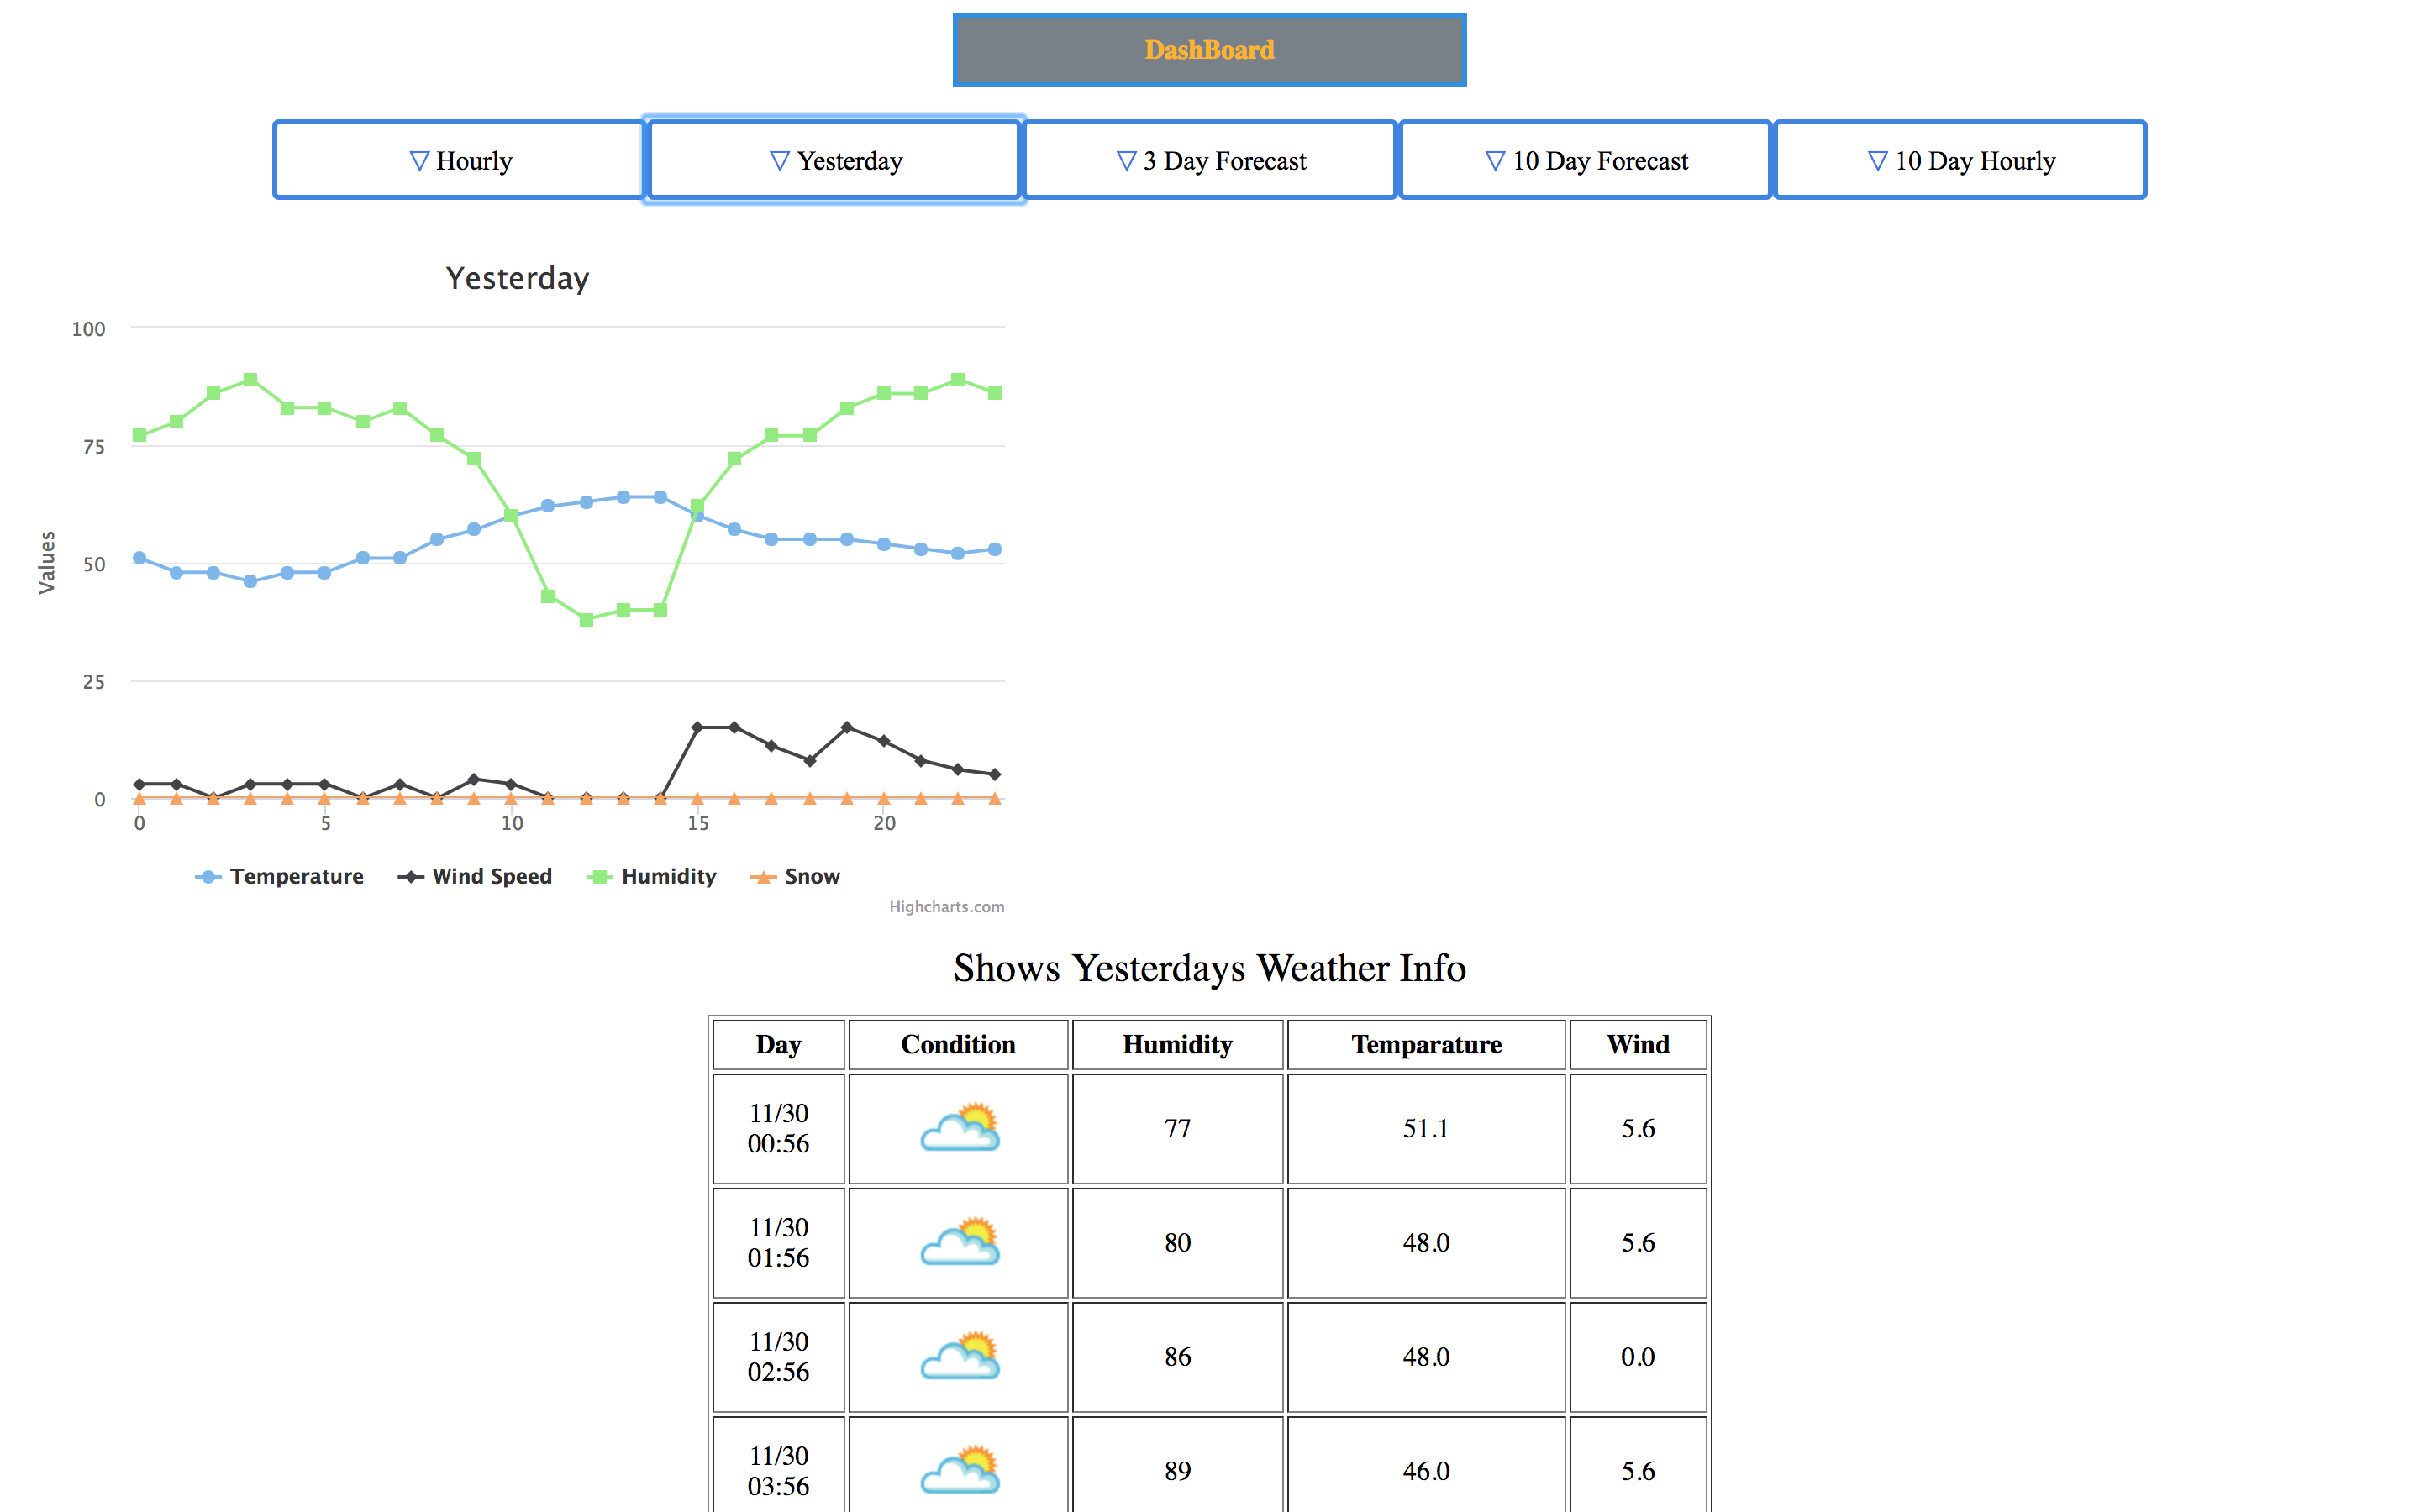 DashBoard
▽ Hourly ▽ Yesterday ▽ 3 Day Forecast ▽ 10 Day Forecast ▽ 10 Day Hourly
Yesterday
100
75
50
25
0
Values
0 5 10 15 20
Temperature Wind Speed Humidity Snow
Highcharts.com
Shows Yesterdays Weather Info
Day Condition Humidity Temparature Wind
11/30
00:56 77 51.1 5.6
11/30
01:56 80 48.0 5.6
11/30
02:56 86 48.0 0.0
11/30
03:56 89 46.0 5.6